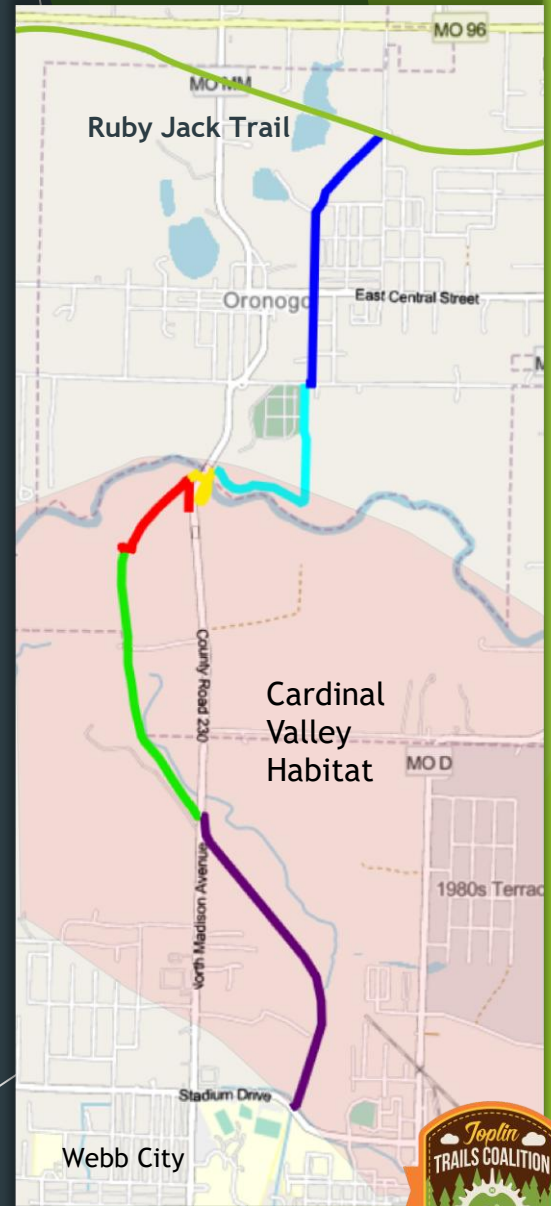 MO 96
MO MM
Ruby Jack Trail
Oronogo
East Central Street
County Road 230
Cardinal
Valley
Habitat
MO D
1980s Terrac
North Madison Avenue
Stadium Drive
Webb City
Joplin
TRAILS COALITION